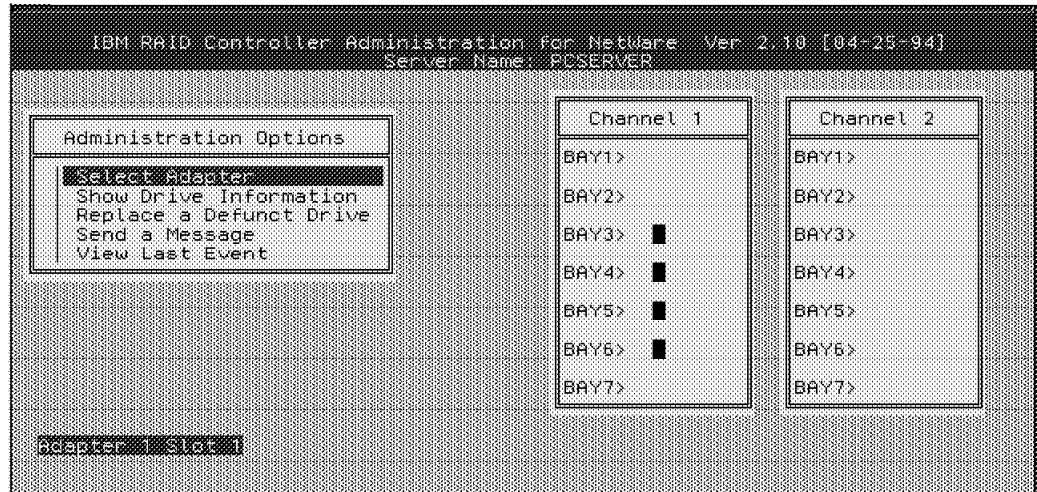 IBM RAID Controller Administration for NetWare Ver 2.10 [04-25-94]
Server Name: PCSERVER
Administration Options
Select Adapter
Show Drive Information
Replace a Defunct Drive
Send a Message
View Last Event
Channel 1
BAY1>
BAY2>
BAY3>
BAY4>
BAY5>
BAY6>
BAY7>
Channel 2
BAY1>
BAY2>
BAY3>
BAY4>
BAY5>
BAY6>
BAY7>
Adapter 1 Slot 1